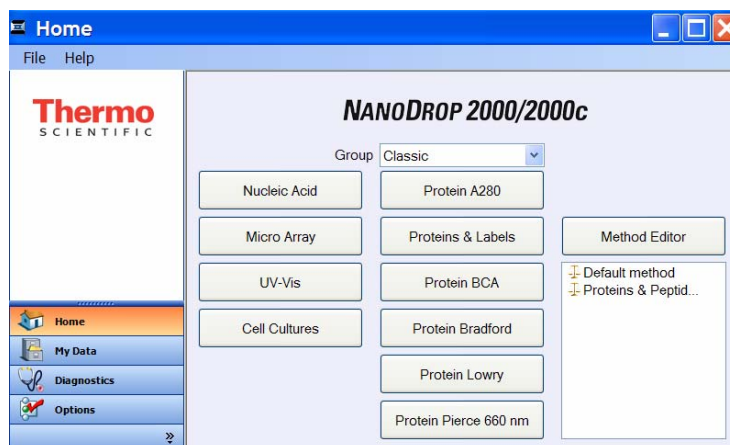 Home
File Help
Thermo
SCIENTIFIC
NANODROP 2000/2000c
Group Classic
Nucleic Acid
Protein A280
Micro Array
Proteins & Labels
Method Editor
UV-Vis
Protein BCA
Default method
Proteins & Peptid...
Cell Cultures
Protein Bradford
Protein Lowry
Protein Pierce 660 nm
Home
My Data
Diagnostics
Options